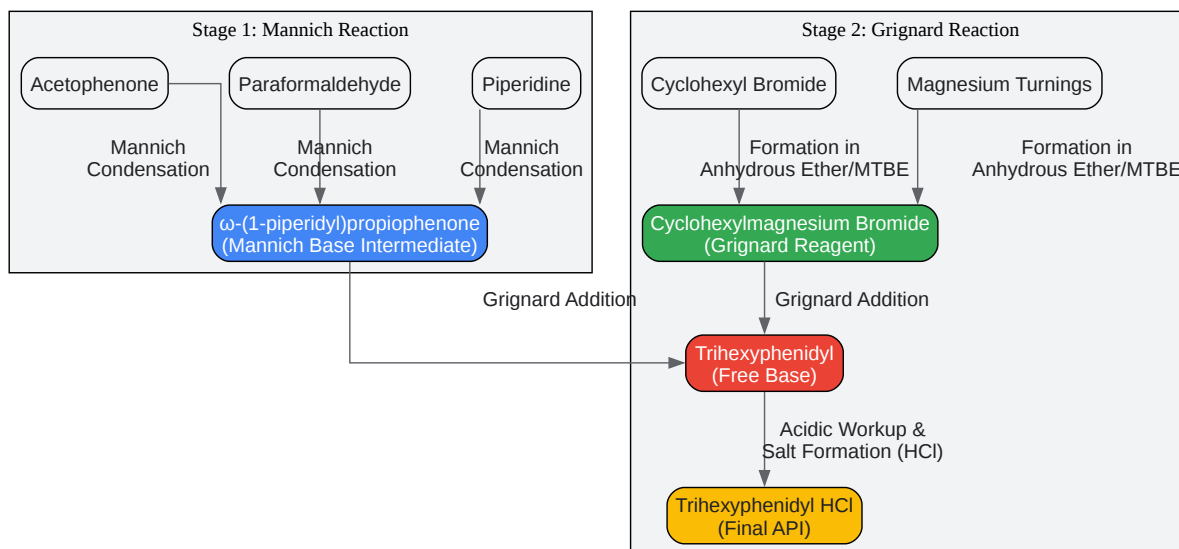 Stage 1: Mannich Reaction
Acetophenone
Paraformaldehyde
Piperidine
Mannich
Condensation
Mannich
Condensation
Mannich
Condensation
ω-(1-piperidyl)propiophenone
(Mannich Base Intermediate)
Stage 2: Grignard Reaction
Cyclohexyl Bromide
Magnesium Turnings
Formation in
Anhydrous Ether/MTBE
Formation in
Anhydrous Ether/MTBE
Cyclohexylmagnesium Bromide
(Grignard Reagent)
Grignard Addition
Grignard Addition
Trihexyphenidyl
(Free Base)
Acidic Workup &
Salt Formation (HCl)
Trihexyphenidyl HCl
(Final API)